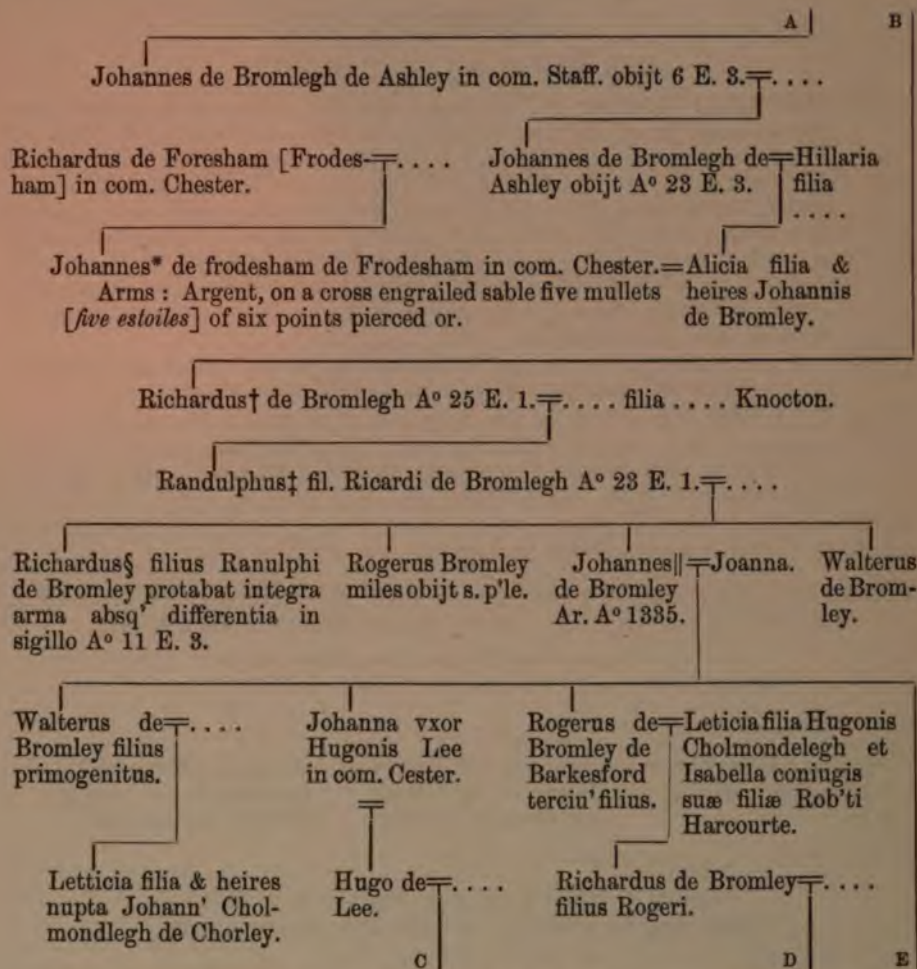 A B
Johannes de Bromlegh de Ashley in com. Staff. obijt 6 E. 3.=. . . .
Richardus de Foresham [Frodes-=. . . .
ham] in com. Chester.
Johannes de Bromlegh de=Hillaria
Ashley obijt Aº 23 E. 3. filia
. . . .
Johannes* de frodesham de Frodesham in com. Chester.=Alicia filia &
Arms : Argent, on a cross engrailed sable five mullets heires Johannis
[five estoiles] of six points pierced or. de Bromley.
Richardus† de Bromlegh Aº 25 E. 1.=. . . . filia . . . . Knocton.
Randulphus‡ fil. Ricardi de Bromlegh Aº 23 E. 1.=. . . .
Richardus§ filius Ranulphi
de Bromley protabat integra
arma absq' differentia in
sigillo Aº 11 E. 3.
Rogerus Bromley
miles obijt s. p'le.
Johannes||=Joanna.
de Bromley
Ar. Aº 1335.
Walterus
de Brom-
ley.
Walterus de=. . . .
Bromley filius
primogenitus.
Johanna vxor
Hugonis Lee
in com. Cester.
=
Rogerus de=Leticia filia Hugonis
Bromley de Cholmondelegh et
Barkesford Isabella coniugis
terciu' filius. suæ filiæ Rob'ti
Harcourte.
Letticia filia & heires
nupta Johann' Chol-
mondlegh de Chorley.
Hugo de=. . . .
Lee.
Richardus de Bromley=. . . .
filius Rogeri.
C D E